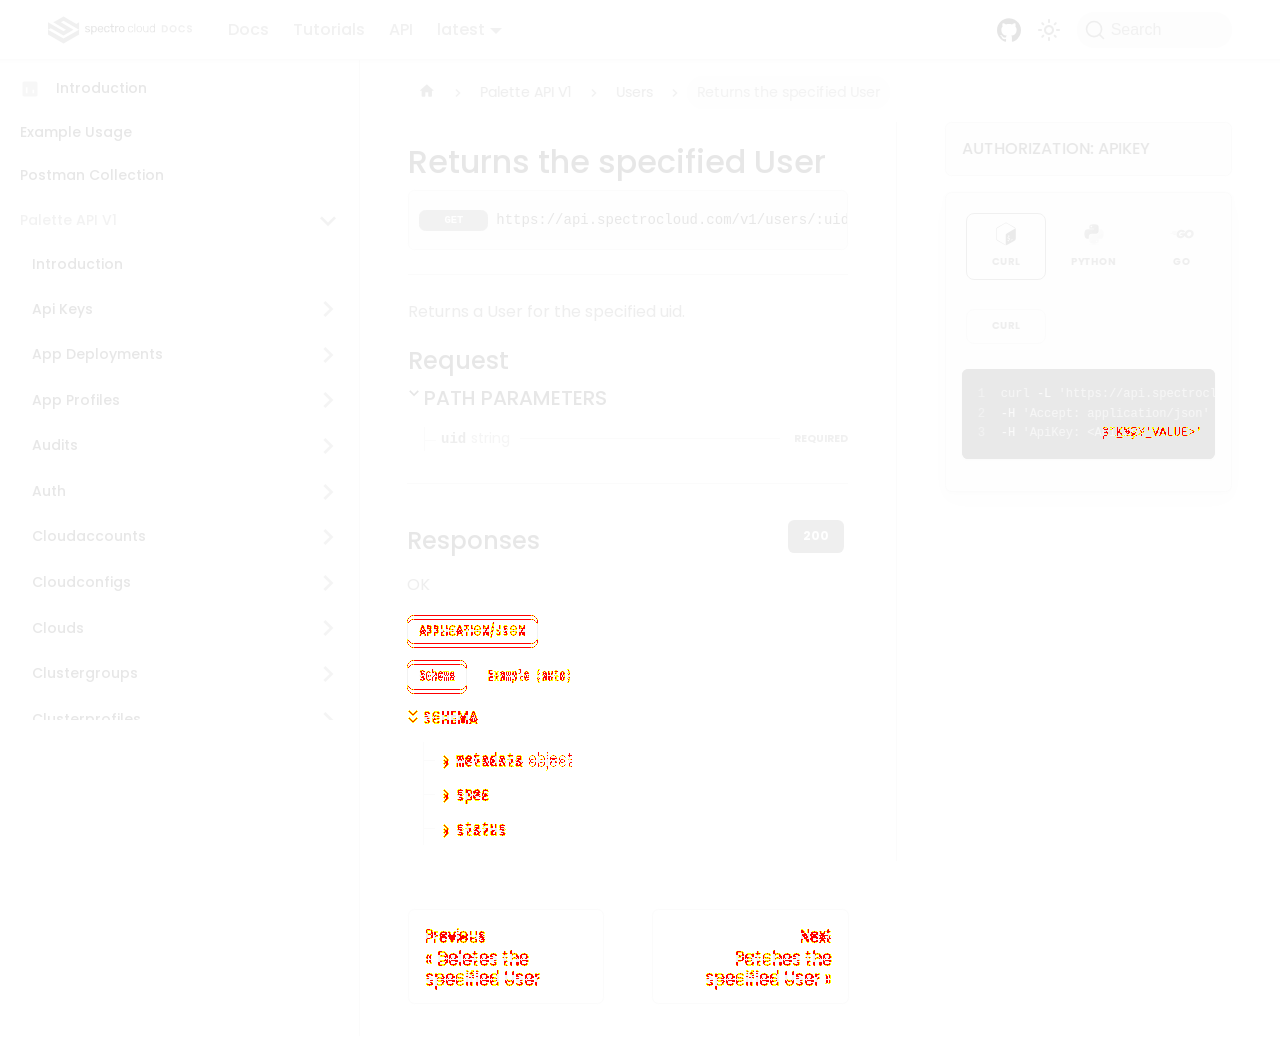 spectro cloud DOCS
Docs
Tutorials
API
latest
Search
Introduction
Example Usage
Postman Collection
Palette API V1
Introduction
Api Keys
App Deployments
App Profiles
Audits
Auth
Cloudaccounts
Cloudconfigs
Clouds
Clustergroups
Clusterprofiles
Palette API V1
Users
Returns the specified User
Returns the specified User
GET https://api.spectrocloud.com/v1/users/:uid
Returns a User for the specified uid.
Request
PATH PARAMETERS
uid string REQUIRED
Responses
200
OK
APPLICATION/JSON
Schema
Example (auto)
SCHEMA
metadata object
spec
status
Previous
« Deletes the
specified User
Next
Patches the
specified User »
AUTHORIZATION: APIKEY
CURL
PYTHON
GO
GO
CURL
1 curl -L 'https://api.spectrocl
2 -H 'Accept: application/json'
3 -H 'ApiKey: <API_KEY_VALUE>'